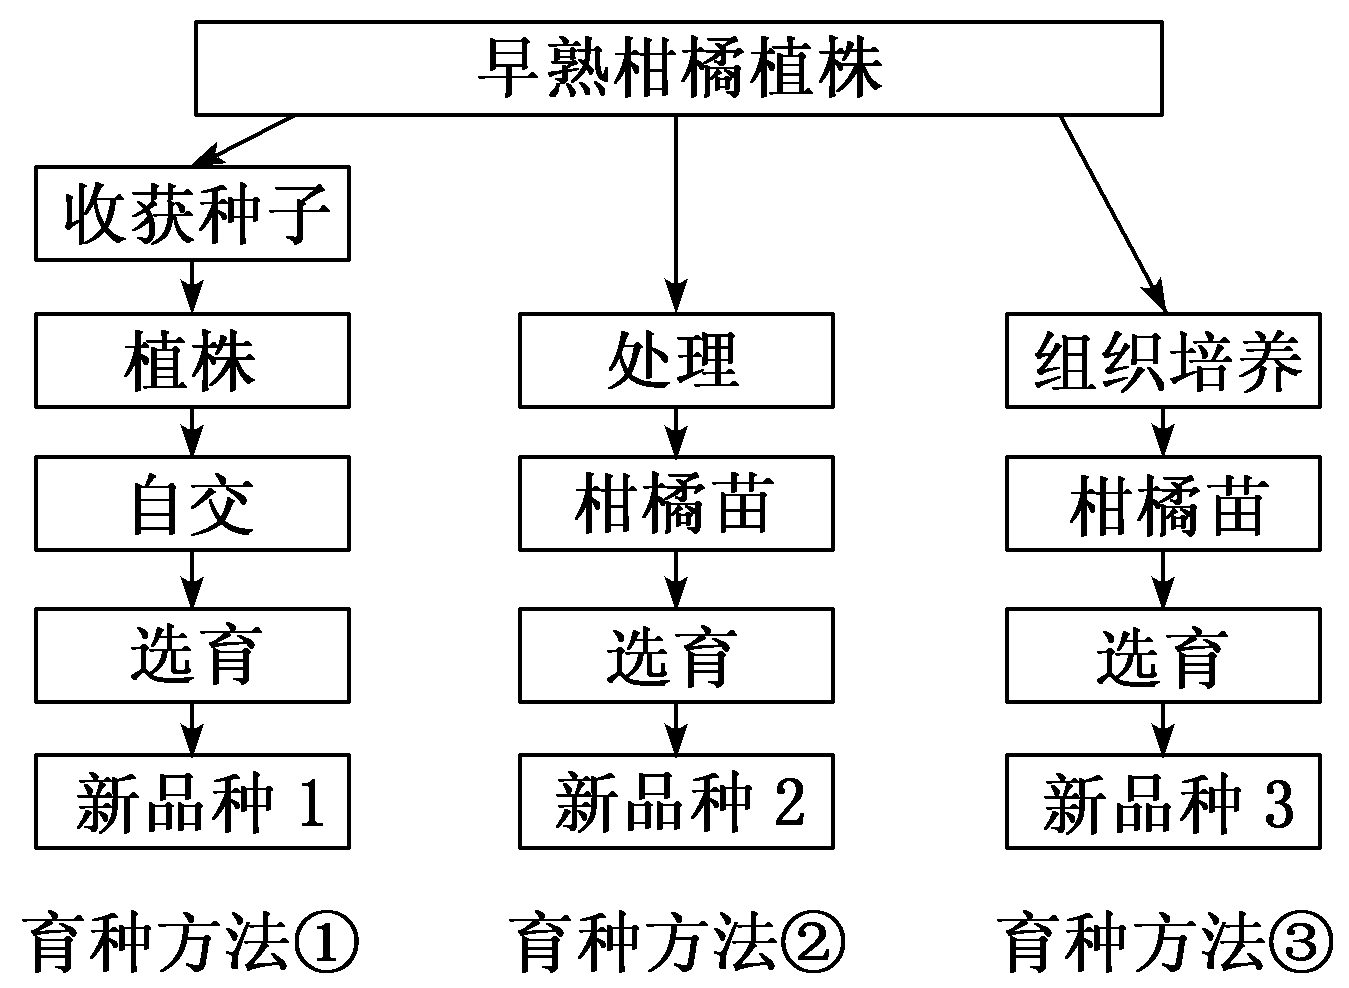 早熟柑橘植株
收获种子
植株
处理
组织培养
自交
柑橘苗
柑橘苗
选育
选育
选育
新品种1
新品种2
新品种3
育种方法①
育种方法②
育种方法③